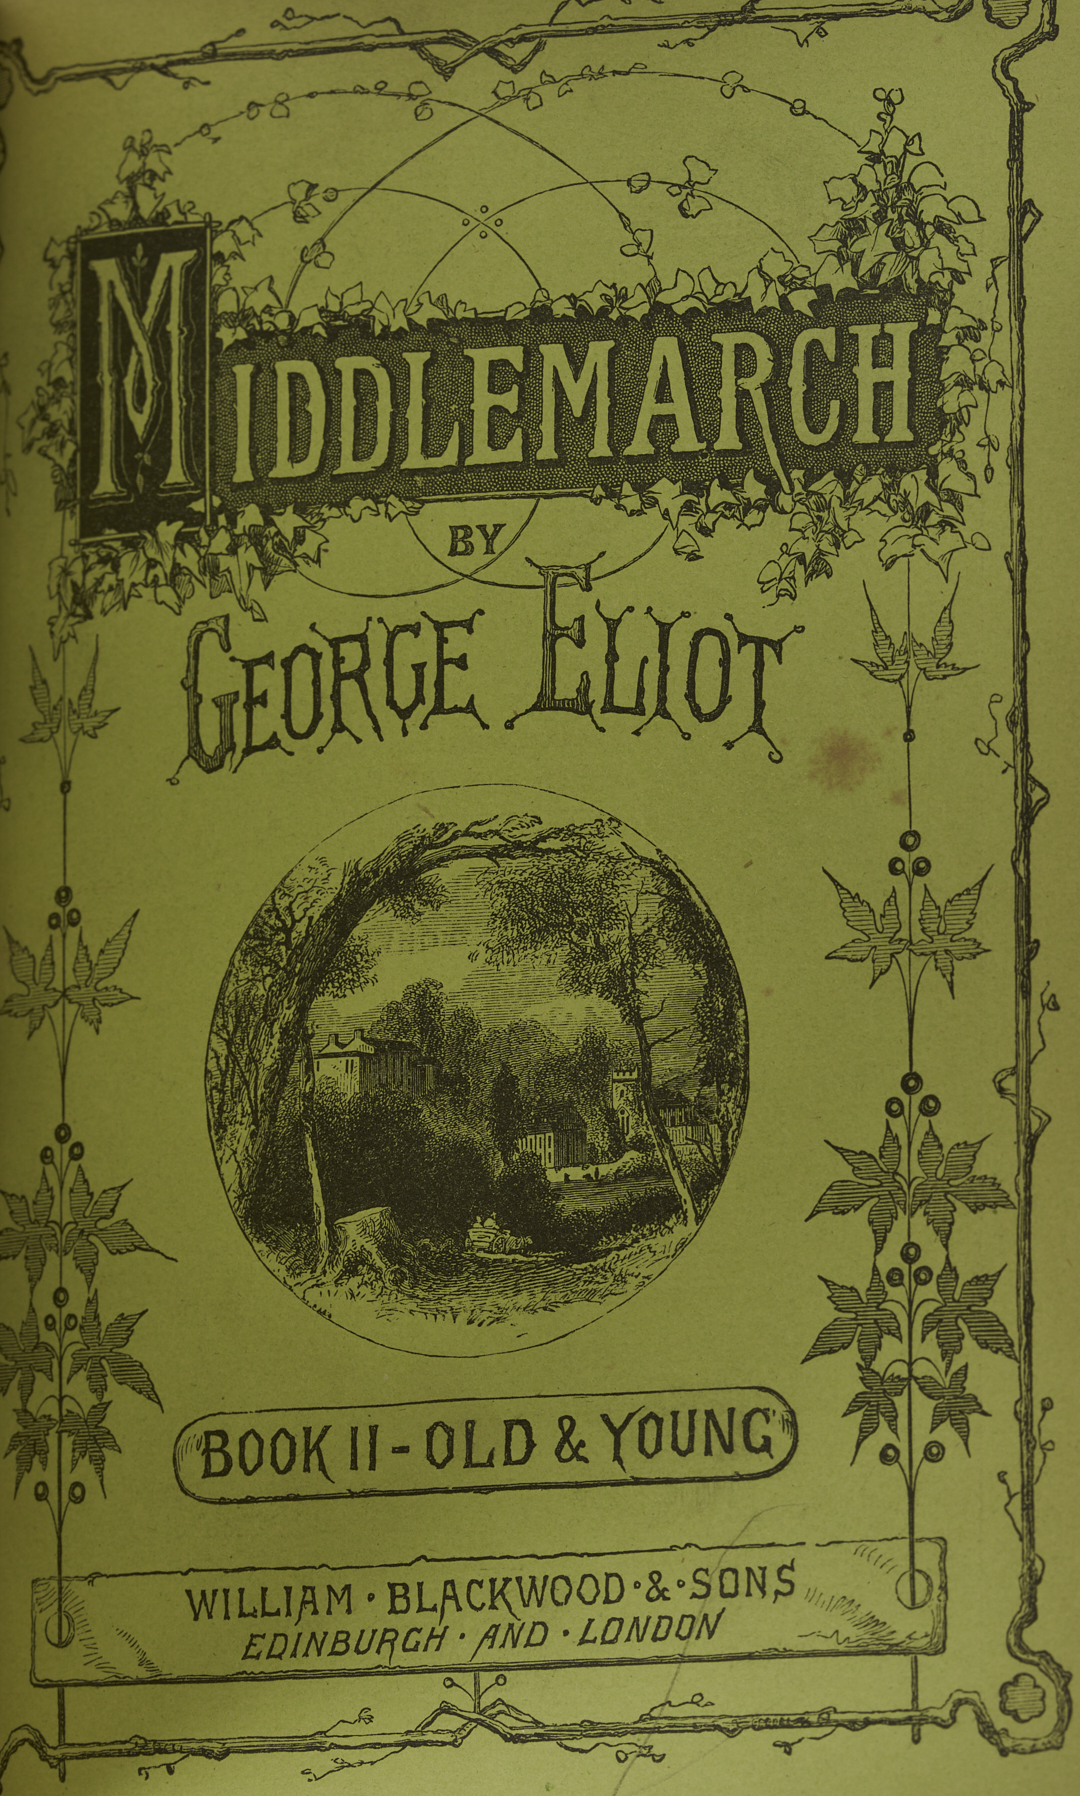 MIDDLEMARCH
BY
GEORGE ELIOT
BOOK II - OLD & YOUNG
WILLIAM · BLACKWOOD · & · SONS
EDINBURGH · AND · LONDON